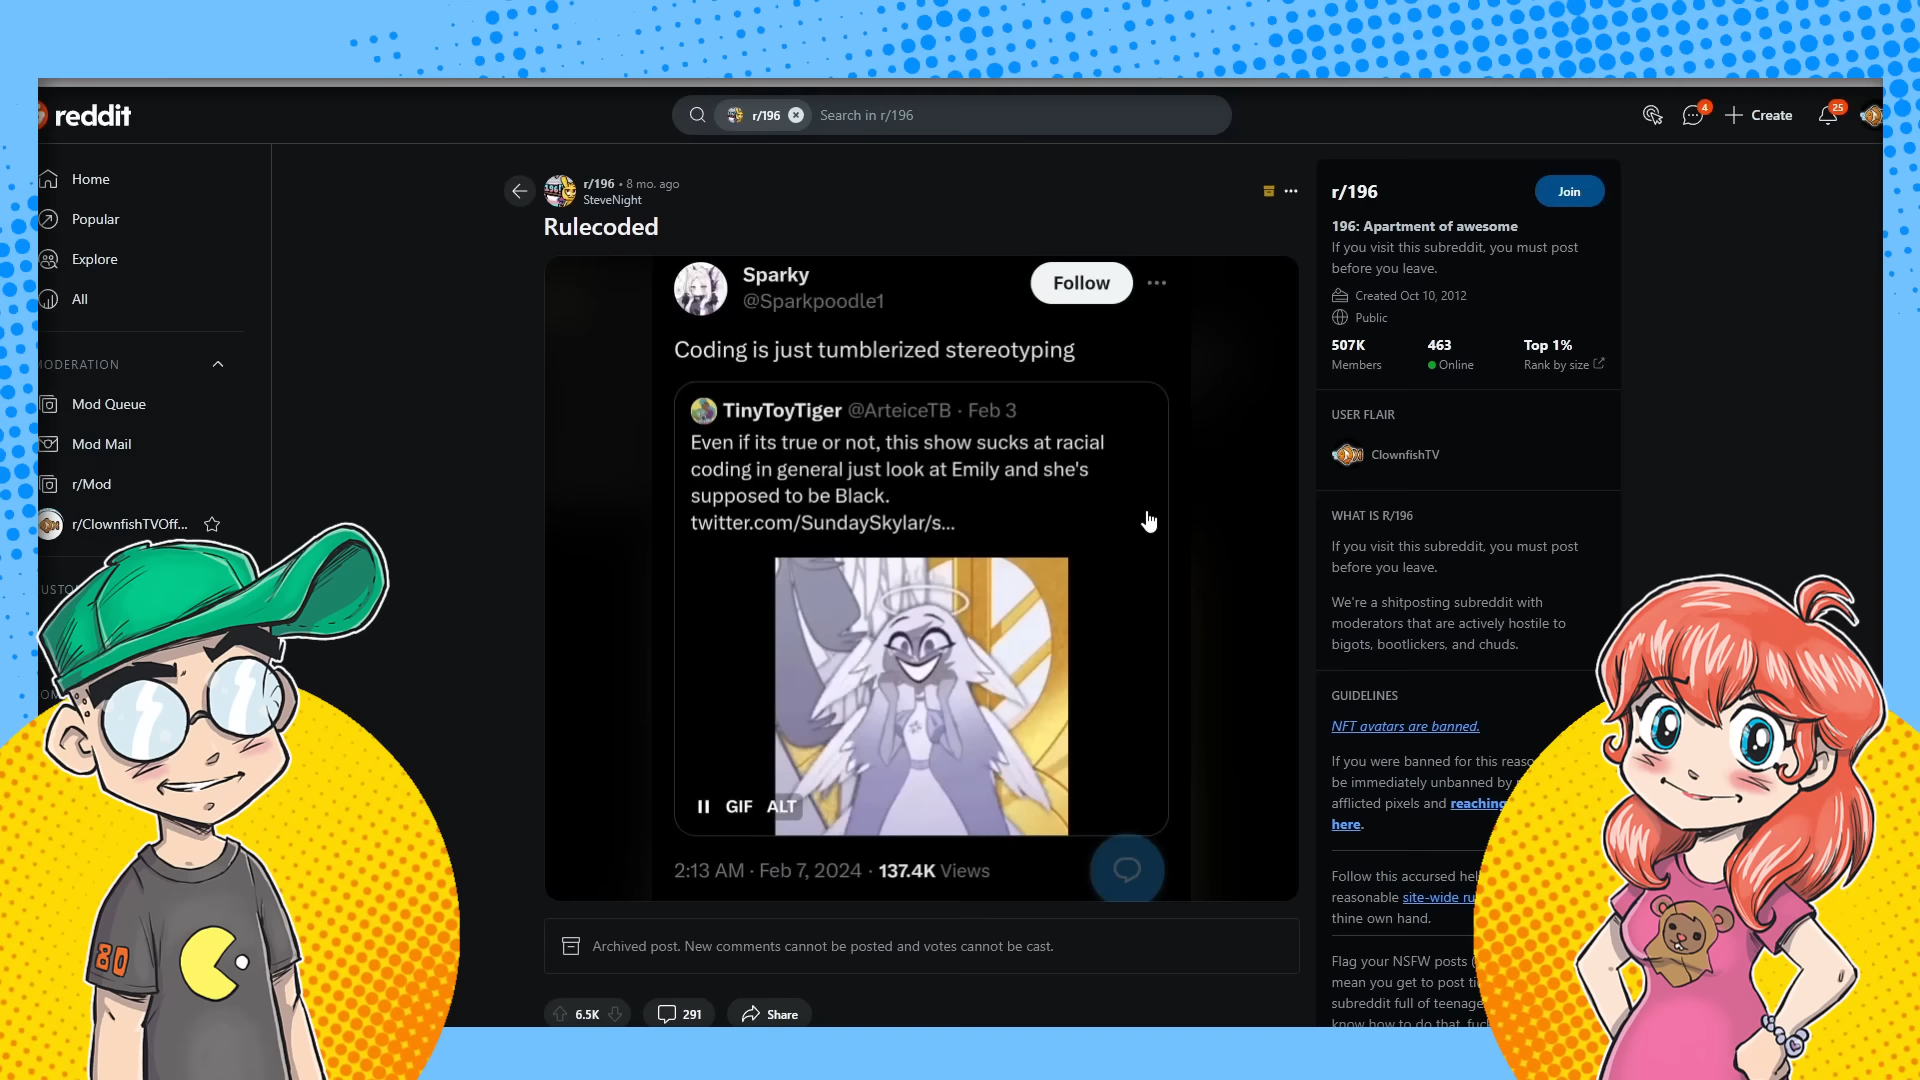 reddit
r/196
Search in r/196
4
Create
25
Home
Popular
Explore
All
MODERATION
Mod Queue
Mod Mail
r/Mod
r/ClownfishTVOff...
r/196 • 8 mo. ago
SteveNight
Rulecoded
Sparky
@Sparkpoodle1
Follow
Coding is just tumblerized stereotyping
TinyToyTiger @ArteiceTB · Feb 3
Even if its true or not, this show sucks at racial
coding in general just look at Emily and she's
supposed to be Black.
twitter.com/SundaySkylar/s...
GIF ALT
2:13 AM · Feb 7, 2024 · 137.4K Views
Archived post. New comments cannot be posted and votes cannot be cast.
6.5K
291
Share
r/196
Join
196: Apartment of awesome
If you visit this subreddit, you must post
before you leave.
Created Oct 10, 2012
Public
507K
463
Top 1%
Members
Online
Rank by size
USER FLAIR
ClownfishTV
WHAT IS R/196
If you visit this subreddit, you must post
before you leave.
We're a shitposting subreddit with
moderators that are actively hostile to
bigots, bootlickers, and chuds.
GUIDELINES
NFT avatars are banned.
If you were banned for this
be immediately unbanned by
afflicted pixels and reaching
here.
Follow this accursed
reasonable site-wide
thine own hand.
Flag your NSFW posts
mean you get to post
subreddit full of
know how to do that,
80